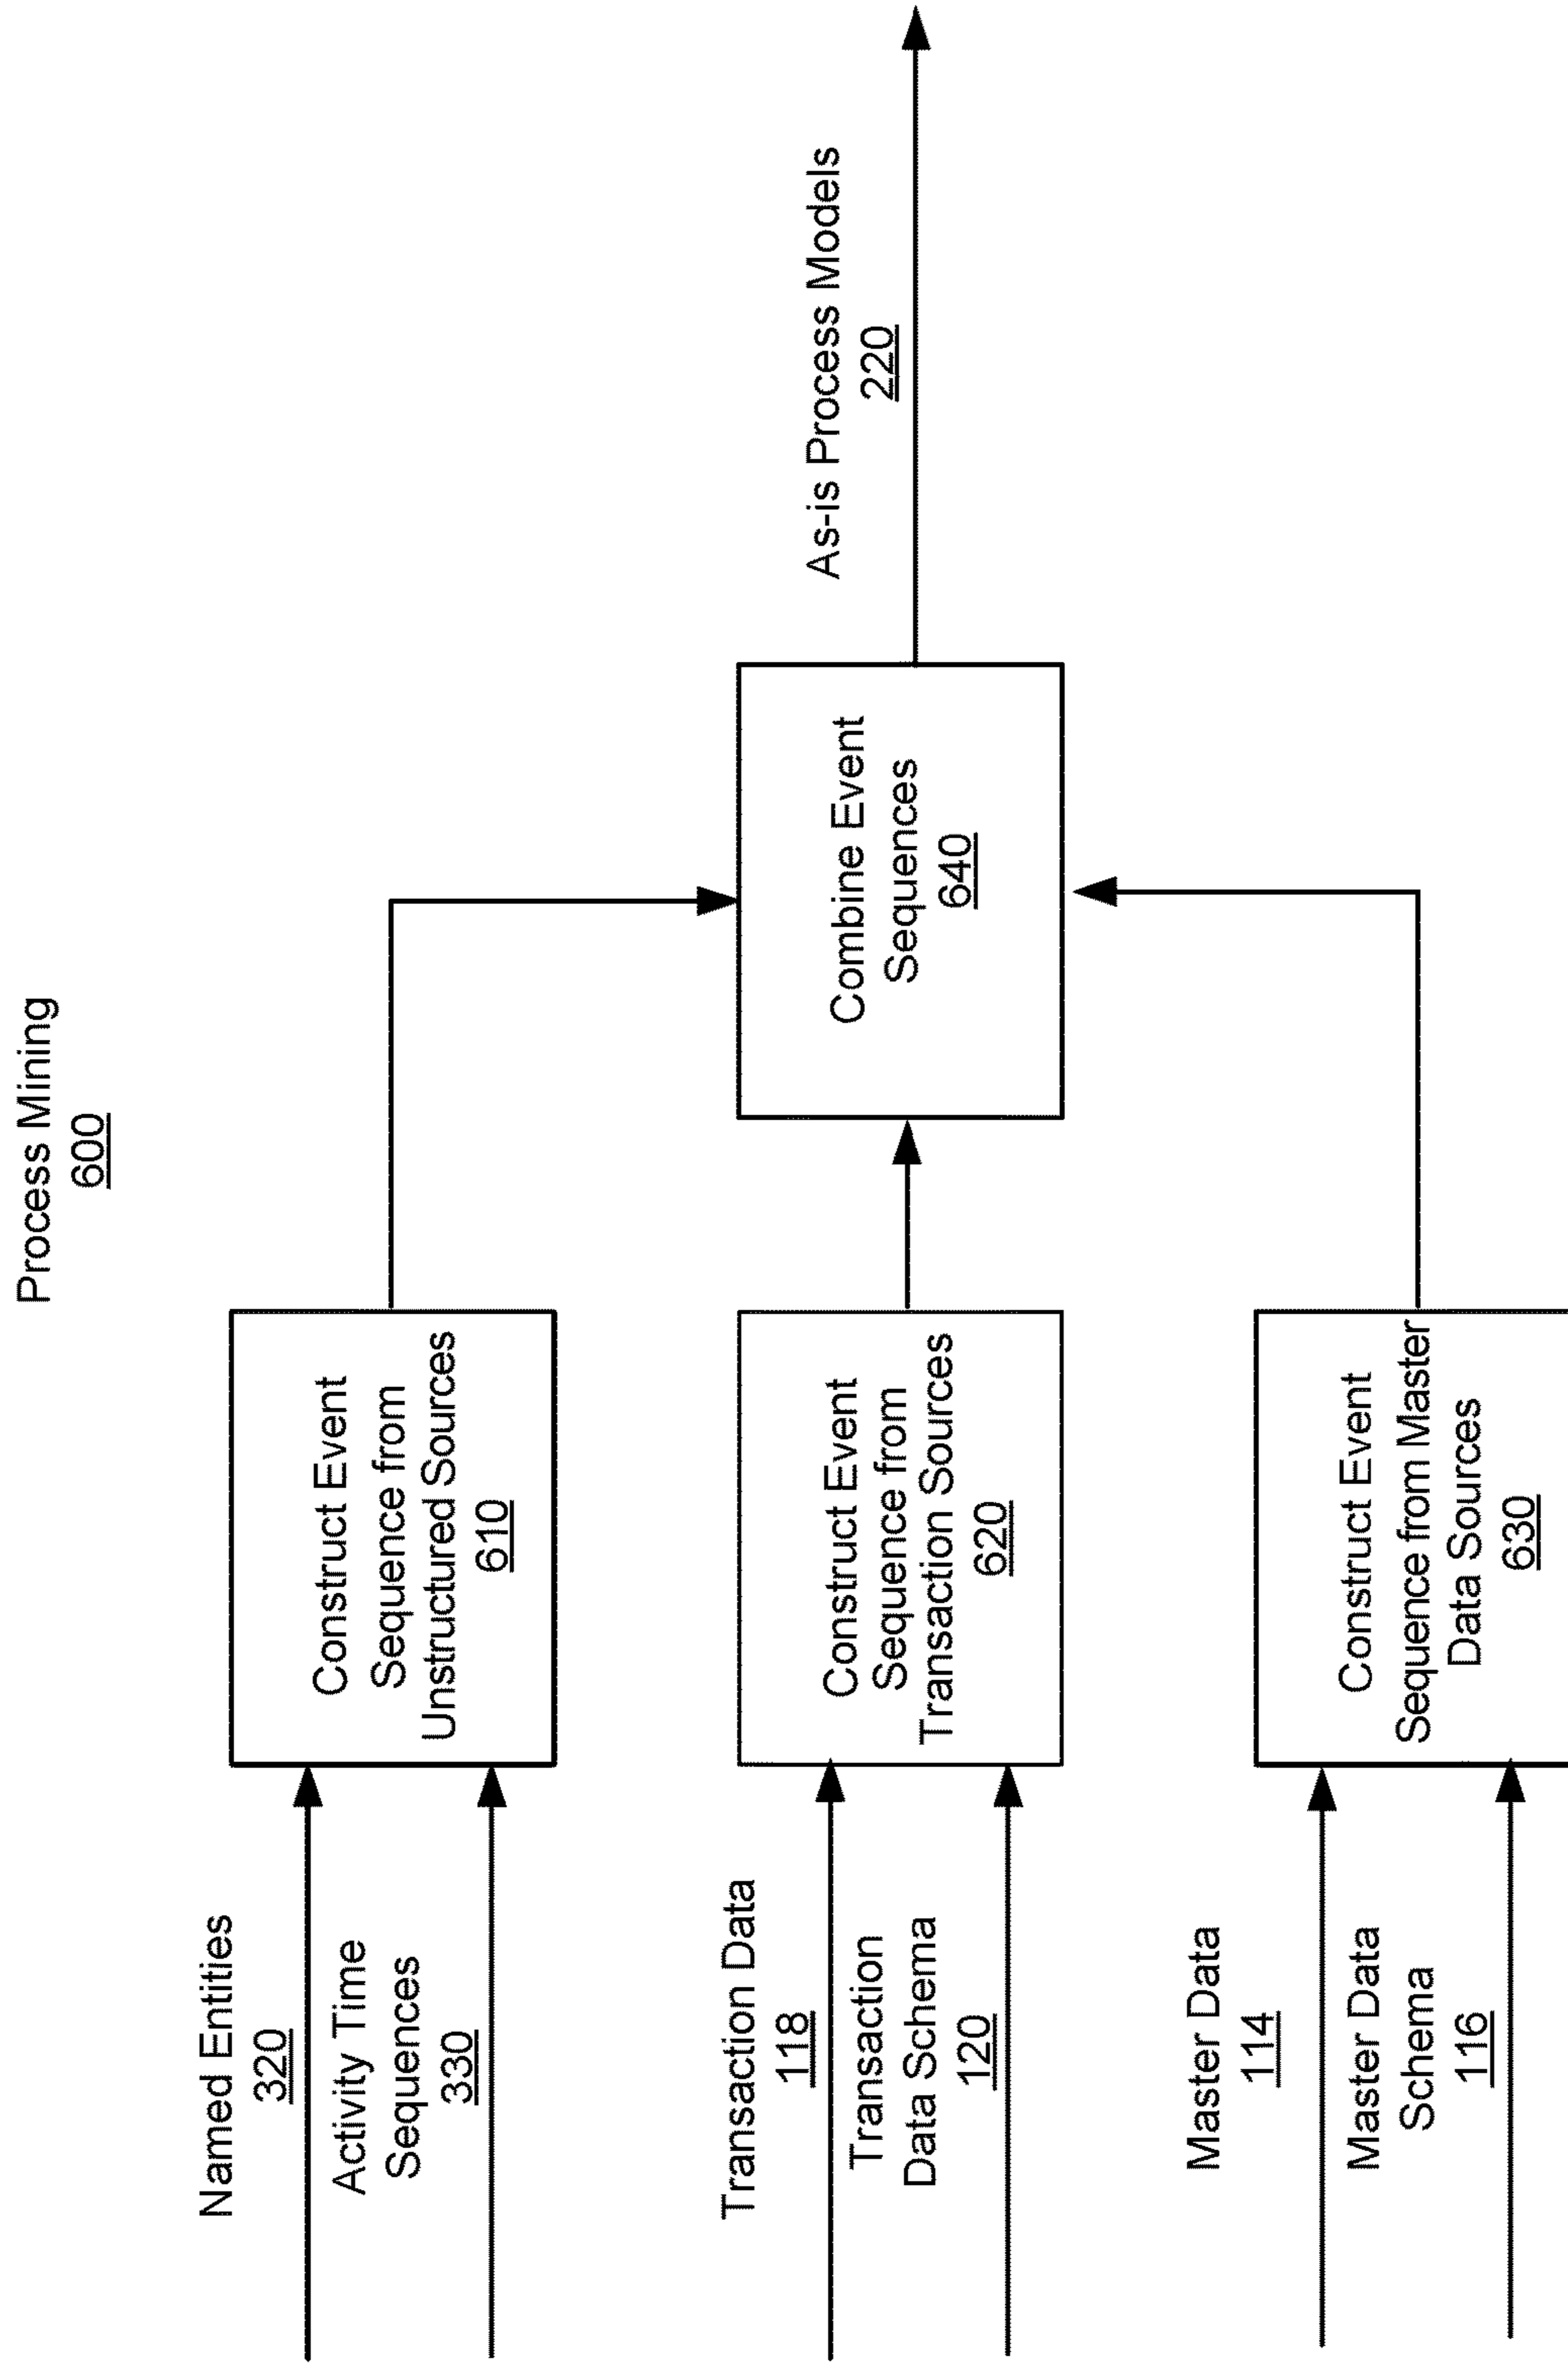 Process Mining
600
Named Entities
320
Activity Time
Sequences
330
Construct Event
Sequence from
Unstructured Sources
610
Transaction Data
118
Transaction
Data Schema
120
Construct Event
Sequence from
Transaction Sources
620
Master Data
114
Master Data
Schema
116
Construct Event
Sequence from Master
Data Sources
630
Combine Event
Sequences
640
As-is Process Models
220